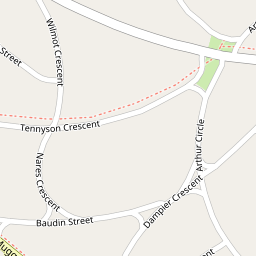 Wilmot Crescent
Street
Tennyson Crescent
Arthur Circle
Nares Crescent
Dampier Crescent
Baudin Street